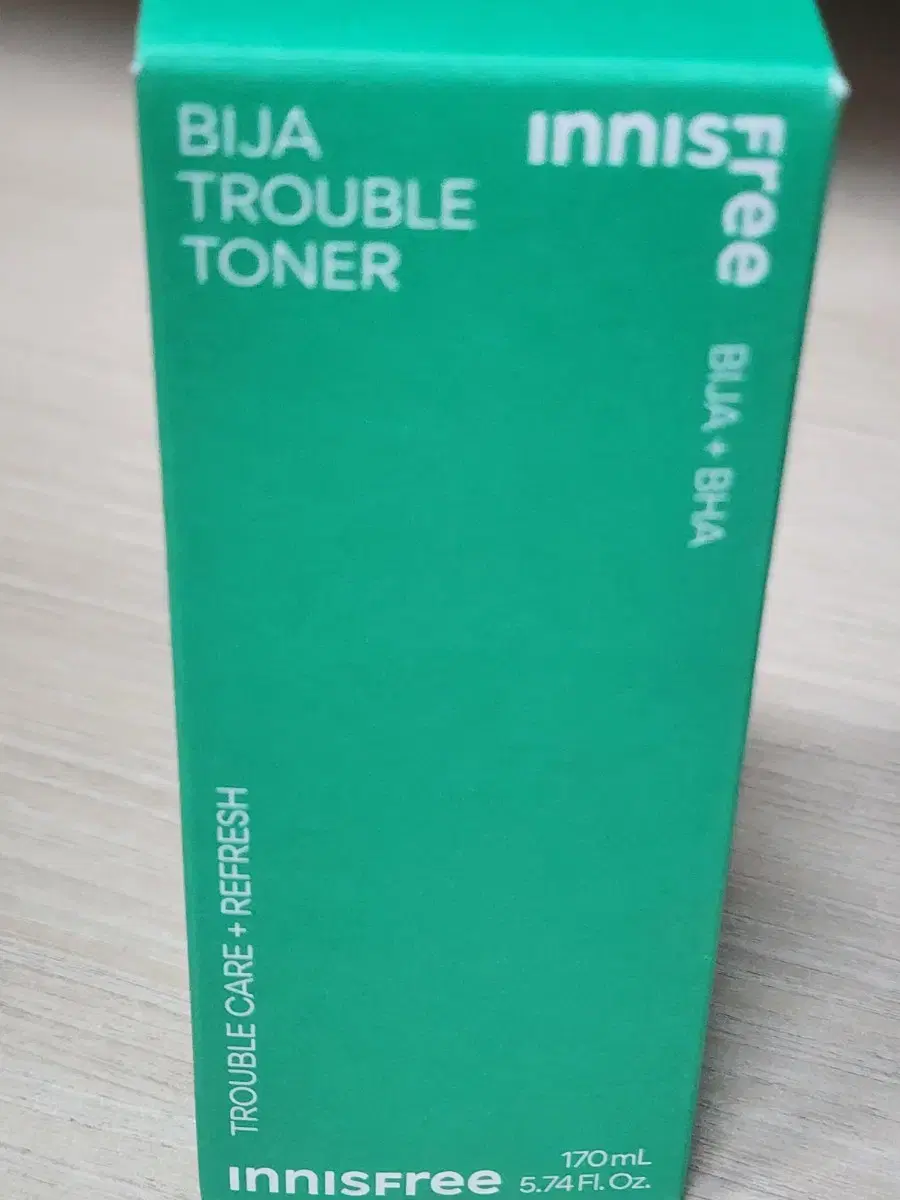 BIJA
TROUBLE
TONER
INNISFree
BIJA + BHA
TROUBLE CARE + REFRESH
INNISFree
170 mL
5.74 Fl. Oz.